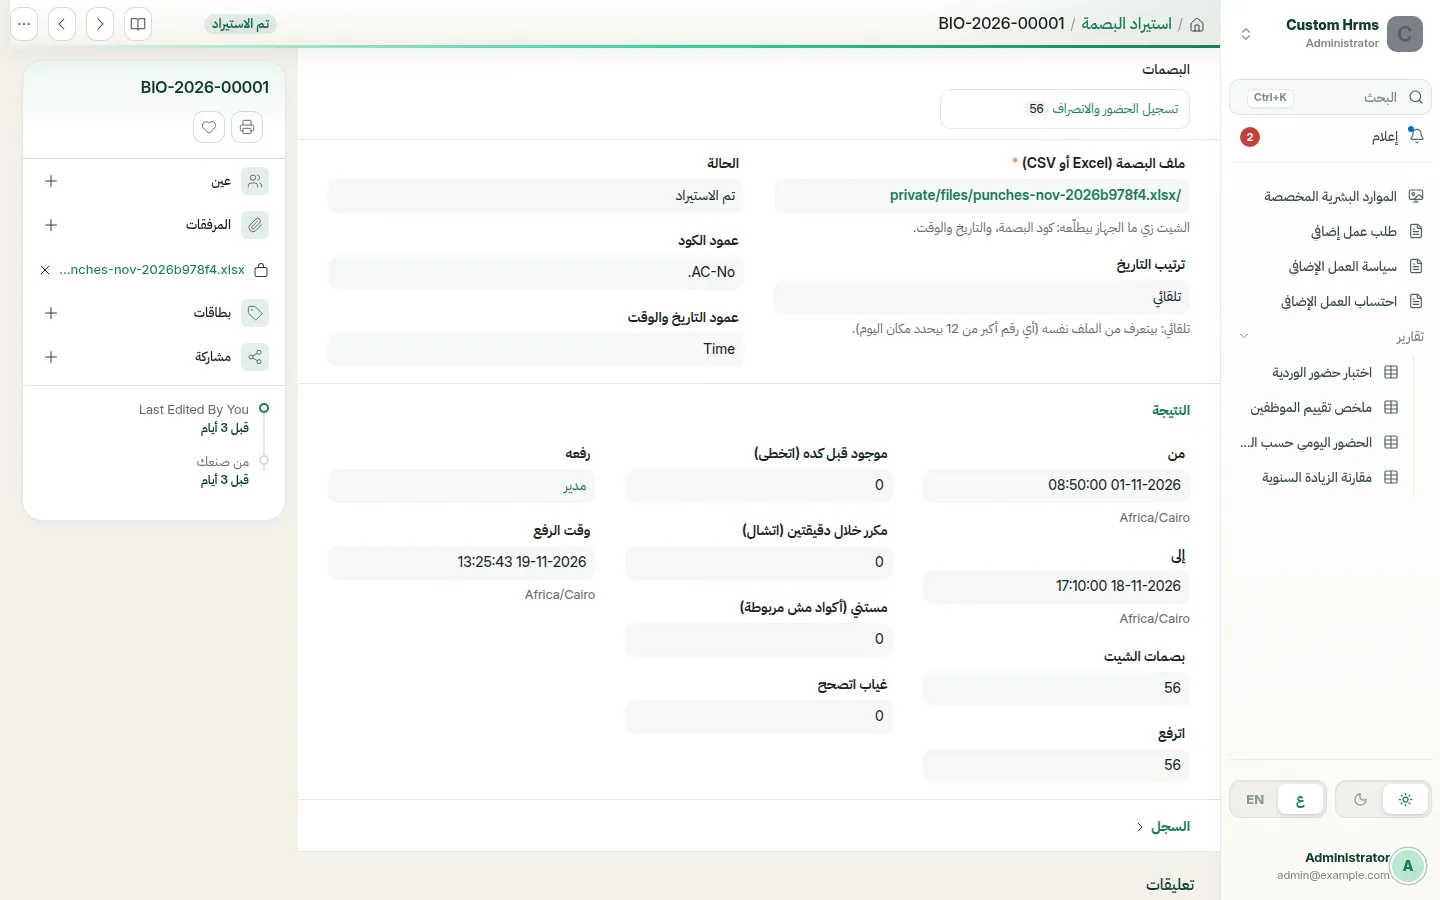 Custom Hrms
Administrator
C
البحث
Ctrl+K
إعلام
2
الموارد البشرية المخصصة
طلب عمل إضافي
سياسة العمل الإضافي
احتساب العمل الإضافي
تقارير
اختبار حضور الوردية
ملخص تقييم الموظفين
الحضور اليومي حسب الـ...
مقارنة الزيادة السنوية
ع
EN
Administrator
admin@example.com
A
استيراد البصمة / BIO-2026-00001
تم الاستيراد
البصمات
تسجيل الحضور والانصراف 56
ملف البصمة (Excel أو CSV) *
/private/files/punches-nov-2026b978f4.xlsx
الشيت زي ما الجهاز بيطلّعه: كود البصمة، والتاريخ والوقت.
ترتيب التاريخ
تلقائي
تلقائي: بيتعرف من الملف نفسه (أي رقم أكبر من 12 بيحدد مكان اليوم).
الحالة
تم الاستيراد
عمود الكود
AC-No.
عمود التاريخ والوقت
Time
النتيجة
من
01-11-2026 08:50:00
Africa/Cairo
إلى
18-11-2026 17:10:00
Africa/Cairo
بصمات الشيت
56
اترفع
56
موجود قبل كده (اتخطى)
0
مكرر خلال دقيقتين (اتشال)
0
مستني (أكواد مش مربوطة)
0
غياب اتصحح
0
رفعه
مدير
وقت الرفع
19-11-2026 13:25:43
Africa/Cairo
السجل
تعليقات
BIO-2026-00001
عين
المرفقات
...nches-nov-2026b978f4.xlsx
بطاقات
مشاركة
Last Edited By You
قبل 3 أيام
من صنعك
قبل 3 أيام